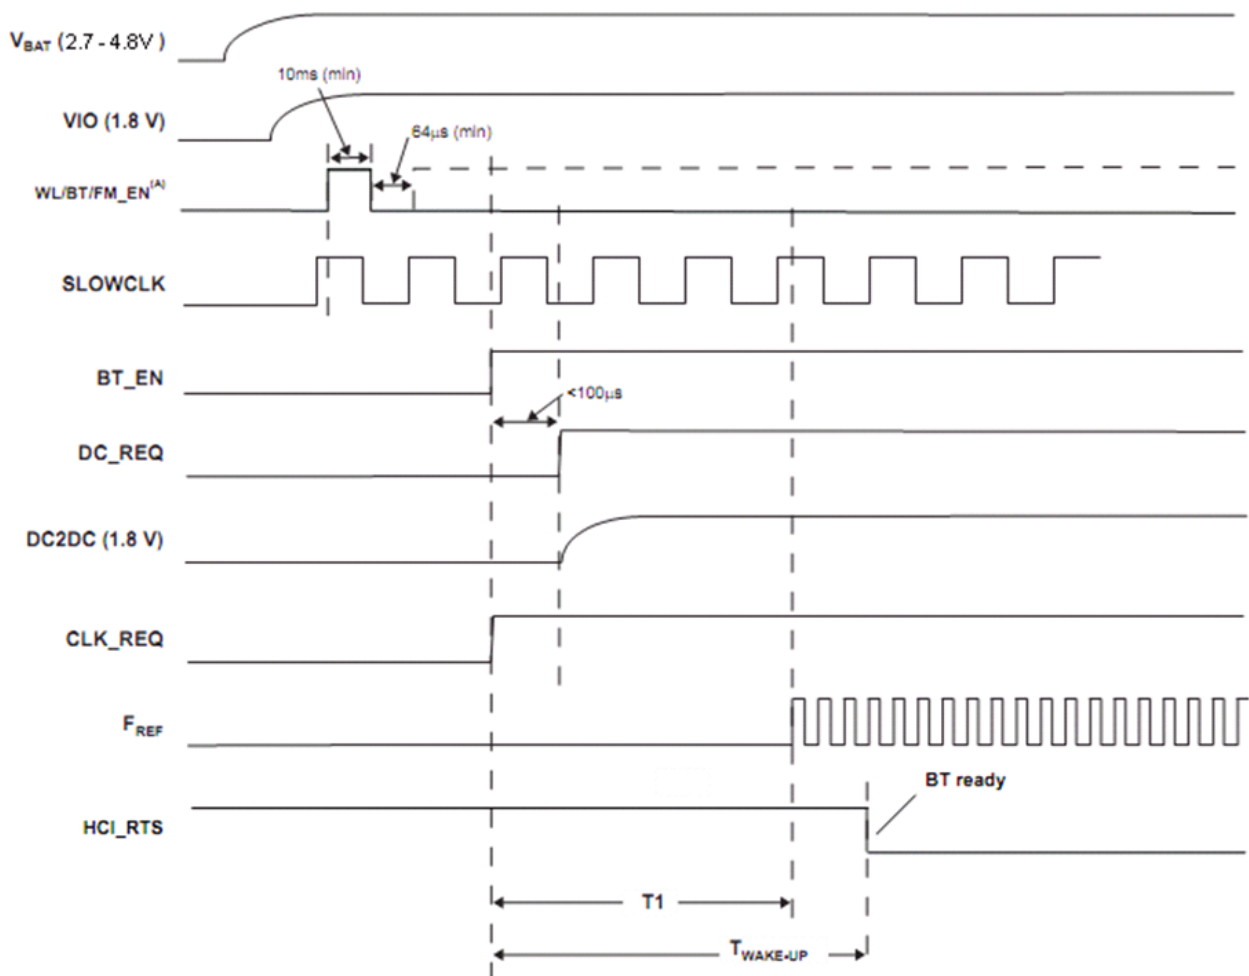 VBAT (2.7 - 4.8V )
10ms (min)
VIO (1.8 V)
64µs (min)
WL/BT/FM_EN(A)
SLOWCLK
BT_EN
<100µs
DC_REQ
DC2DC (1.8 V)
CLK_REQ
FREF
BT ready
HCI_RTS
T1
TWAKE-UP